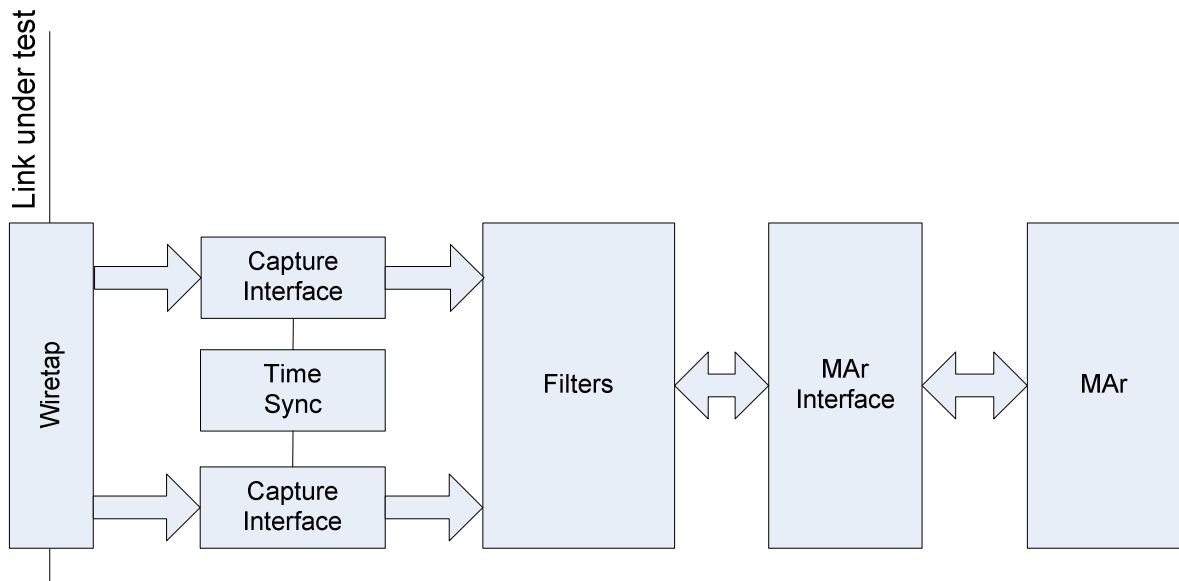 Link under test
Wiretap
Capture
Interface
Time
Sync
Capture
Interface
Filters
MAr
Interface
MAr